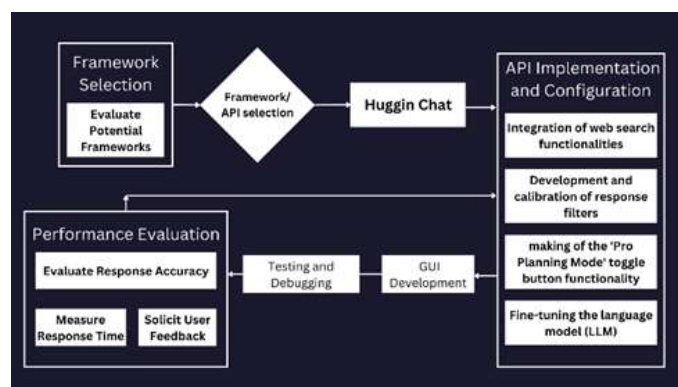 Framework
Selection
Evaluate
Potential
Frameworks
Framework/
API selection
Huggin Chat
API Implementation
and Configuration
Integration of web search
functionalities
Development and
calibration of response
filters
making of the 'Pro
Planning Mode' toggle
button functionality
Fine-tuning the language
model (LLM)
GUI
Development
Testing and
Debugging
Performance Evaluation
Evaluate Response Accuracy
Measure
Response Time
Solicit User
Feedback